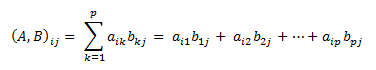 (A,B)_{ij} = \sum_{k=1}^{p} a_{ik}b_{kj} = a_{i1}b_{1j} + a_{i2}b_{2j} + ⋯ + a_{ip}b_{pj}